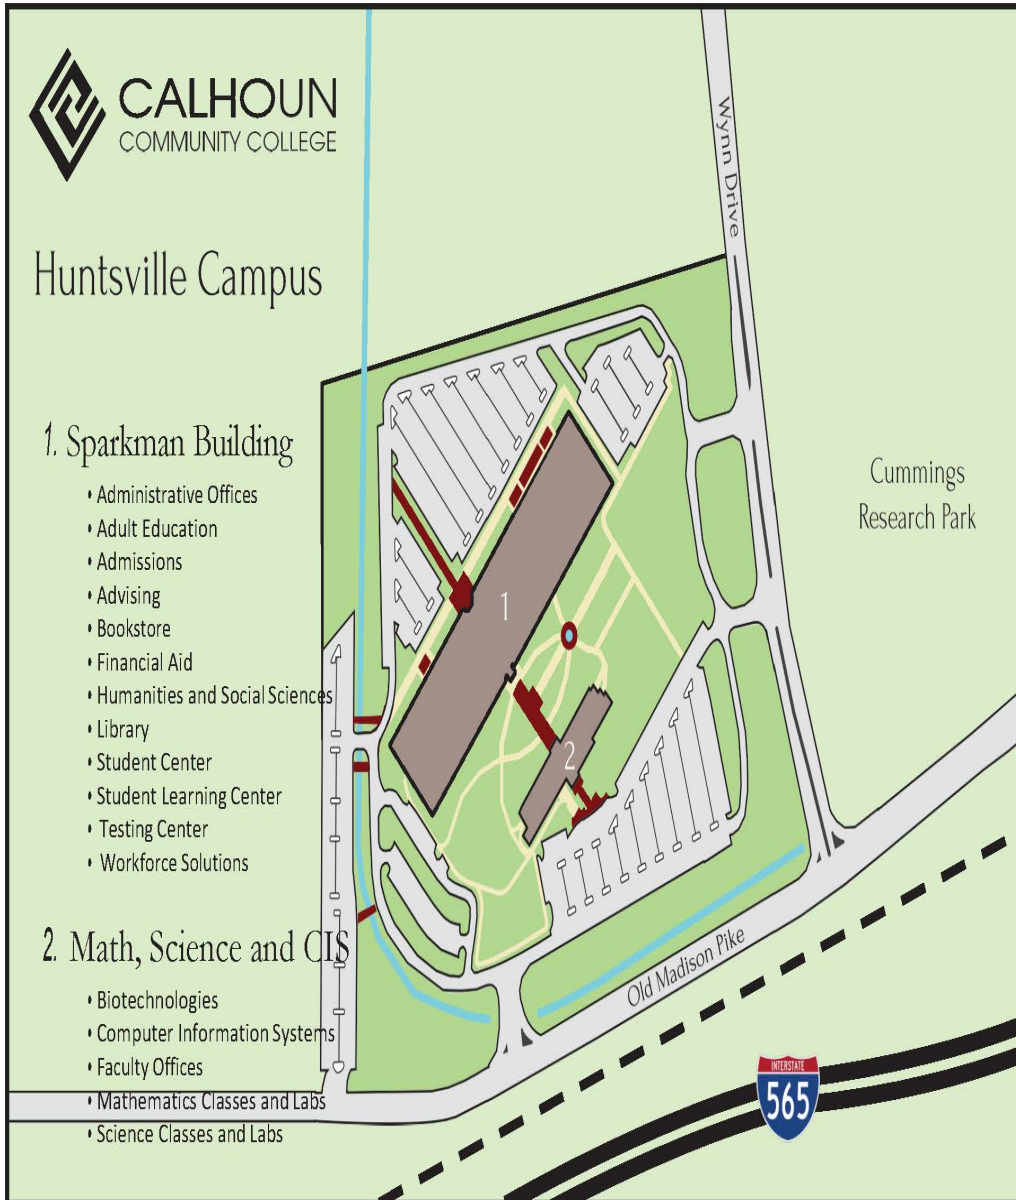 CALHOUN
COMMUNITY COLLEGE
Huntsville Campus
1. Sparkman Building
• Administrative Offices
• Adult Education
• Admissions
• Advising
• Bookstore
• Financial Aid
• Humanities and Social Sciences
• Library
• Student Center
• Student Learning Center
• Testing Center
• Workforce Solutions
2. Math, Science and CIS
• Biotechnologies
• Computer Information Systems
• Faculty Offices
• Mathematics Classes and Labs
• Science Classes and Labs
Wynn Drive
Cummings
Research Park
1
2
Old Madison Pike
INTERSTATE
565